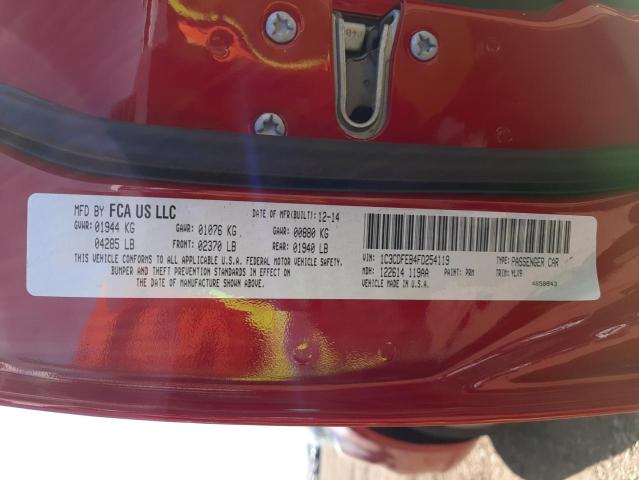 MFD BY FCA US LLC DATE OF MFR(BUILT): 12-14
GVWR: 01944 KG GAWR: 01076 KG GAWR: 00880 KG
04285 LB FRONT: 02370 LB REAR: 01940 LB
THIS VEHICLE CONFORMS TO ALL APPLICABLE U.S.A. FEDERAL MOTOR VEHICLE SAFETY,
BUMPER AND THEFT PREVENTION STANDARDS IN EFFECT ON
THE DATE OF MANUFACTURE SHOWN ABOVE.
VIN: 1C3CDFEB4FD254119 TYPE: PASSENGER CAR
MDH: 122614 119AA PAINT: PRM TRIM: YLX9
VEHICLE MADE IN U.S.A. 4658843